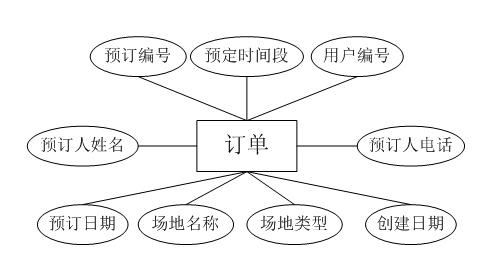 预订编号
预定时间段
用户编号
预订人姓名
订单
预订人电话
预订日期
场地名称
场地类型
创建日期